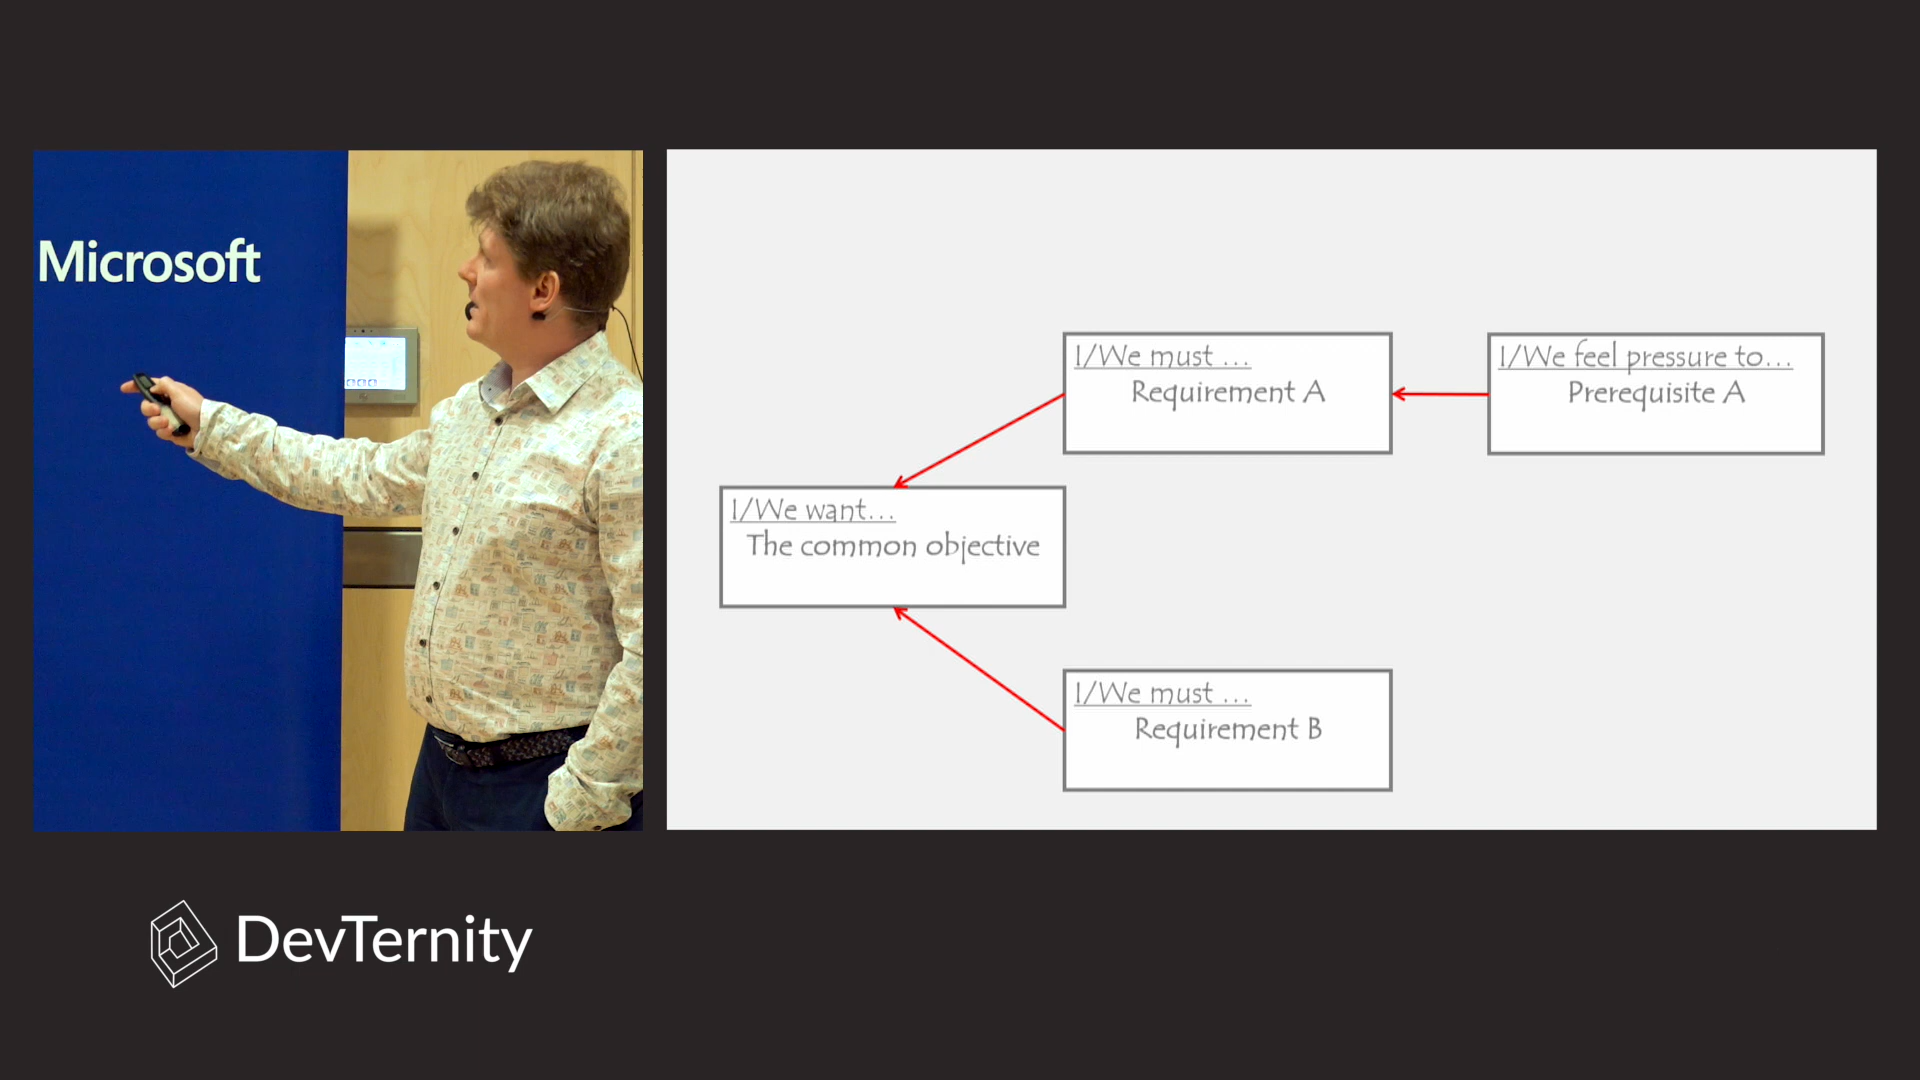 Microsoft
I/We must ...
Requirement A
I/We feel pressure to...
Prerequisite A
I/We want...
The common objective
I/We must ...
Requirement B
DevTernity